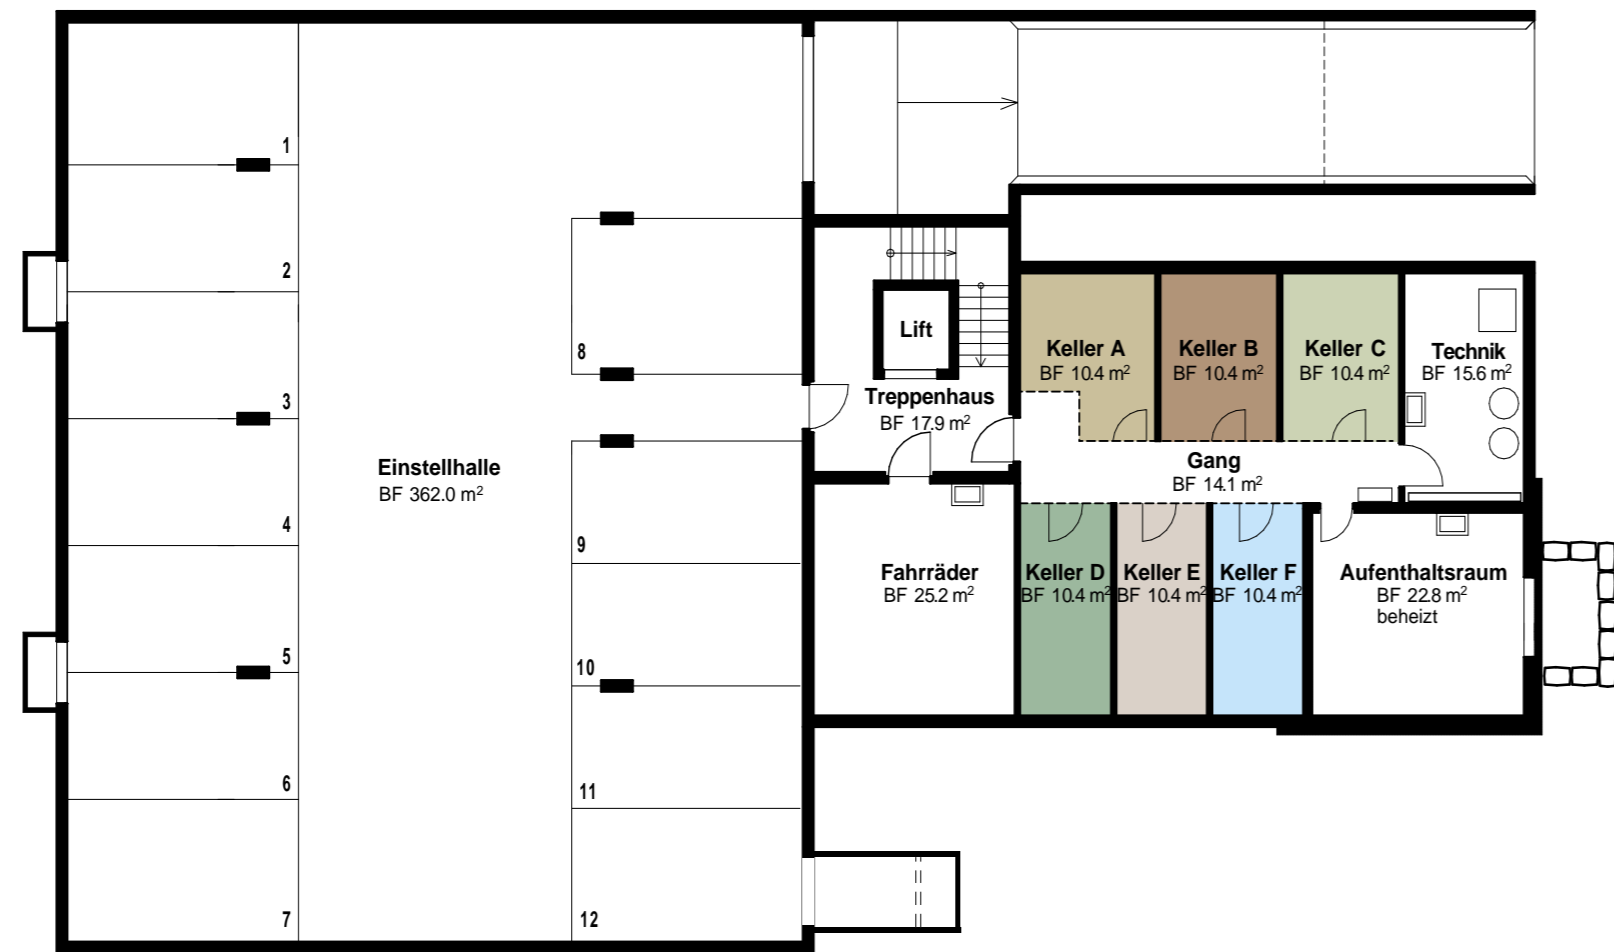 1
2
3
4
5
6
7
Einstellhalle
BF 362.0 m²
8
9
10
11
12
Lift
Treppenhaus
BF 17.9 m²
Fahrräder
BF 25.2 m²
Keller A
BF 10.4 m²
Keller B
BF 10.4 m²
Keller C
BF 10.4 m²
Technik
BF 15.6 m²
Gang
BF 14.1 m²
Keller D
BF 10.4 m²
Keller E
BF 10.4 m²
Keller F
BF 10.4 m²
Aufenthaltsraum
BF 22.8 m²
beheizt